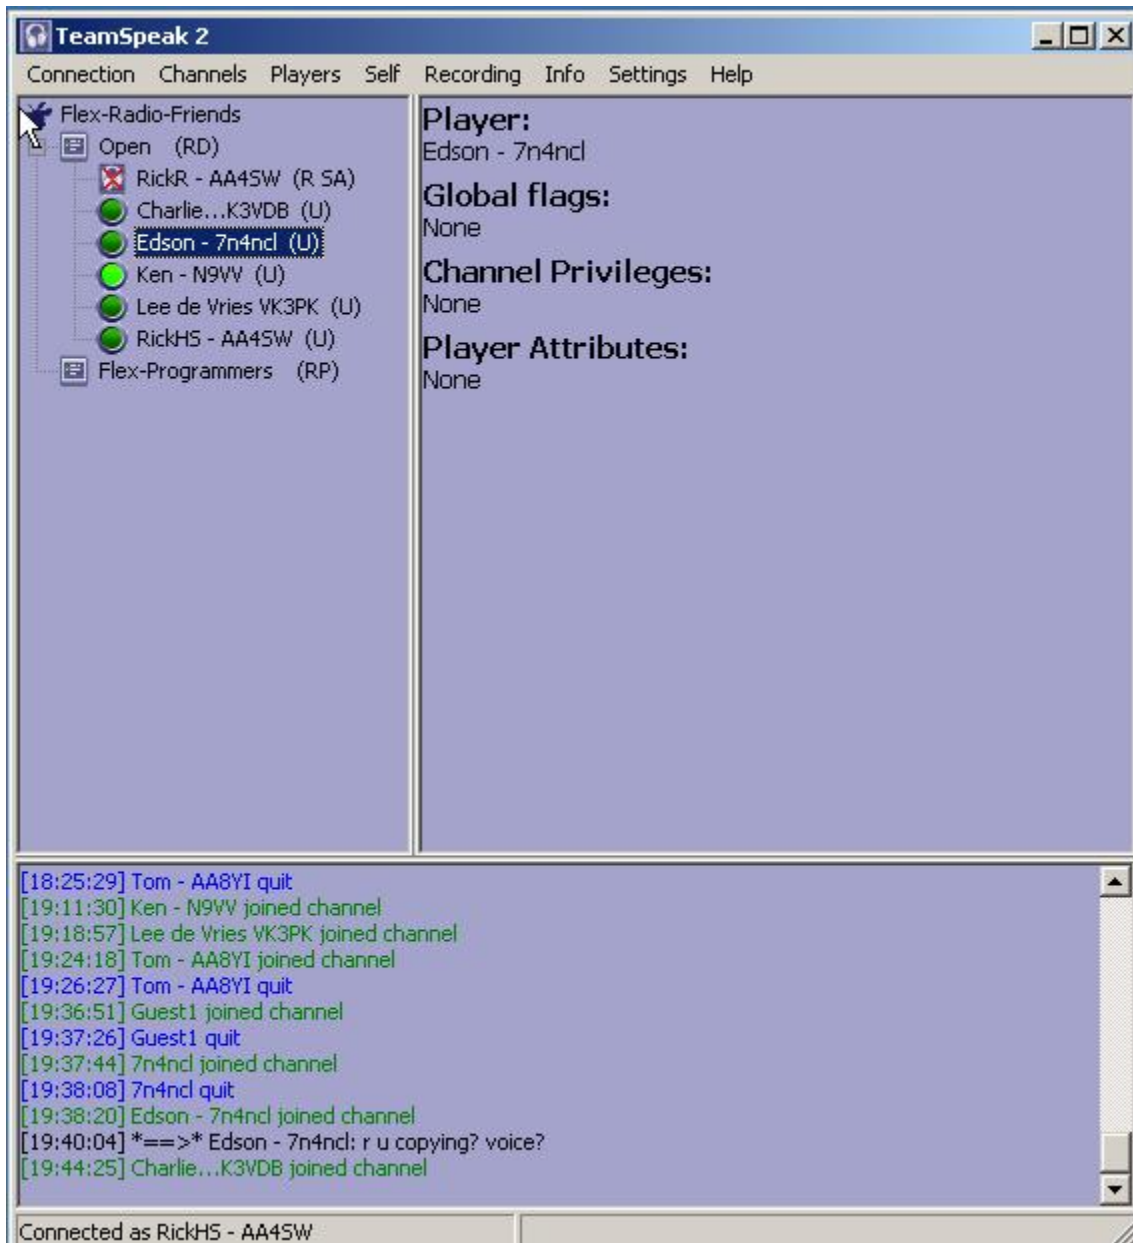 TeamSpeak 2
Connection Channels Players Self Recording Info Settings Help
Flex-Radio-Friends
Open (RD)
RickR - AA4SW (R SA)
Charlie...K3VDB (U)
Edson - 7n4ncl (U)
Ken - N9VV (U)
Lee de Vries VK3PK (U)
RickHS - AA4SW (U)
Flex-Programmers (RP)
Player:
Edson - 7n4ncl
Global flags:
None
Channel Privileges:
None
Player Attributes:
None
[18:25:29] Tom - AA8YI quit
[19:11:30] Ken - N9VV joined channel
[19:18:57] Lee de Vries VK3PK joined channel
[19:24:18] Tom - AA8YI joined channel
[19:26:27] Tom - AA8YI quit
[19:36:51] Guest1 joined channel
[19:37:26] Guest1 quit
[19:37:44] 7n4ncl joined channel
[19:38:08] 7n4ncl quit
[19:38:20] Edson - 7n4ncl joined channel
[19:40:04] *==>* Edson - 7n4ncl: r u copying? voice?
[19:44:25] Charlie...K3VDB joined channel
Connected as RickHS - AA4SW